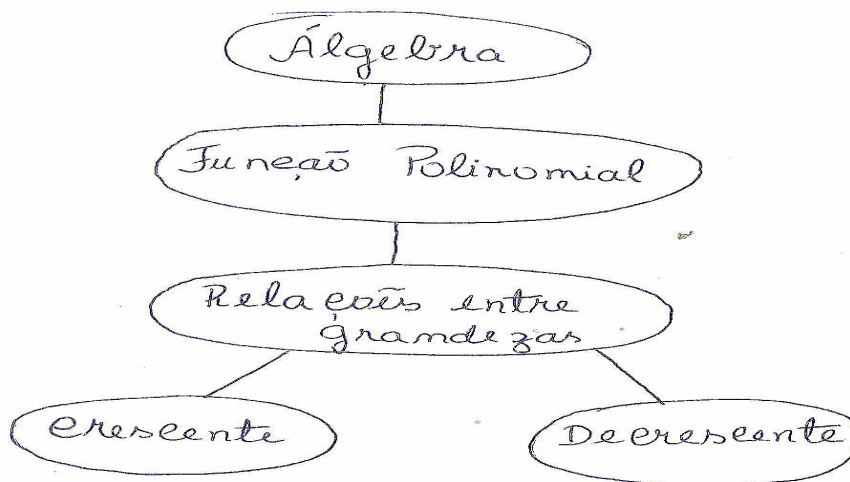 Álgebra
Função Polinomial
Relações entre
grandezas
Crescente
Decrescente